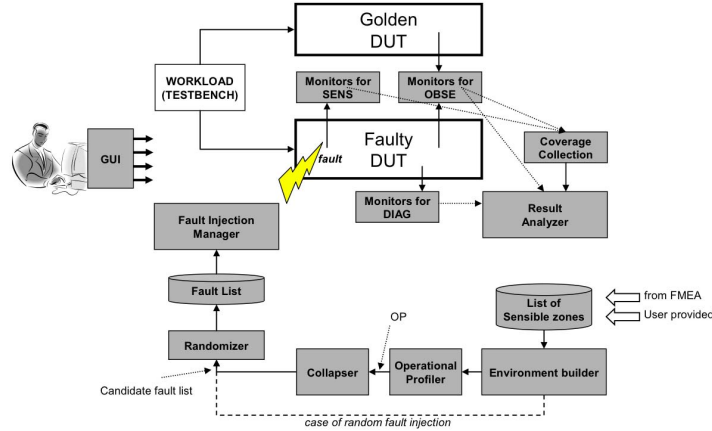 Golden
DUT
WORKLOAD
(TESTBENCH)
Monitors for
SENS
Monitors for
OBSE
GUI
fault
Faulty
DUT
Coverage
Collection
Monitors for
DIAG
Result
Analyzer
Fault Injection
Manager
Fault List
List of
Sensible zones
from FMEA
User provided
OP
Randomizer
Collapser
Operational
Profiler
Environment builder
Candidate fault list
case of random fault injection